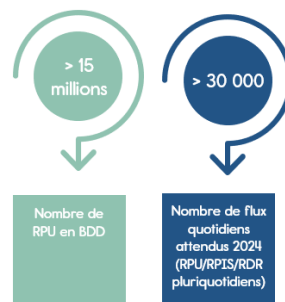 > 15
millions
> 30 000
Nombre de
RPU en BDD
Nombre de flux
quotidiens
attendus 2024
(RPU/RPIS/RDR
pluriquotidiens)